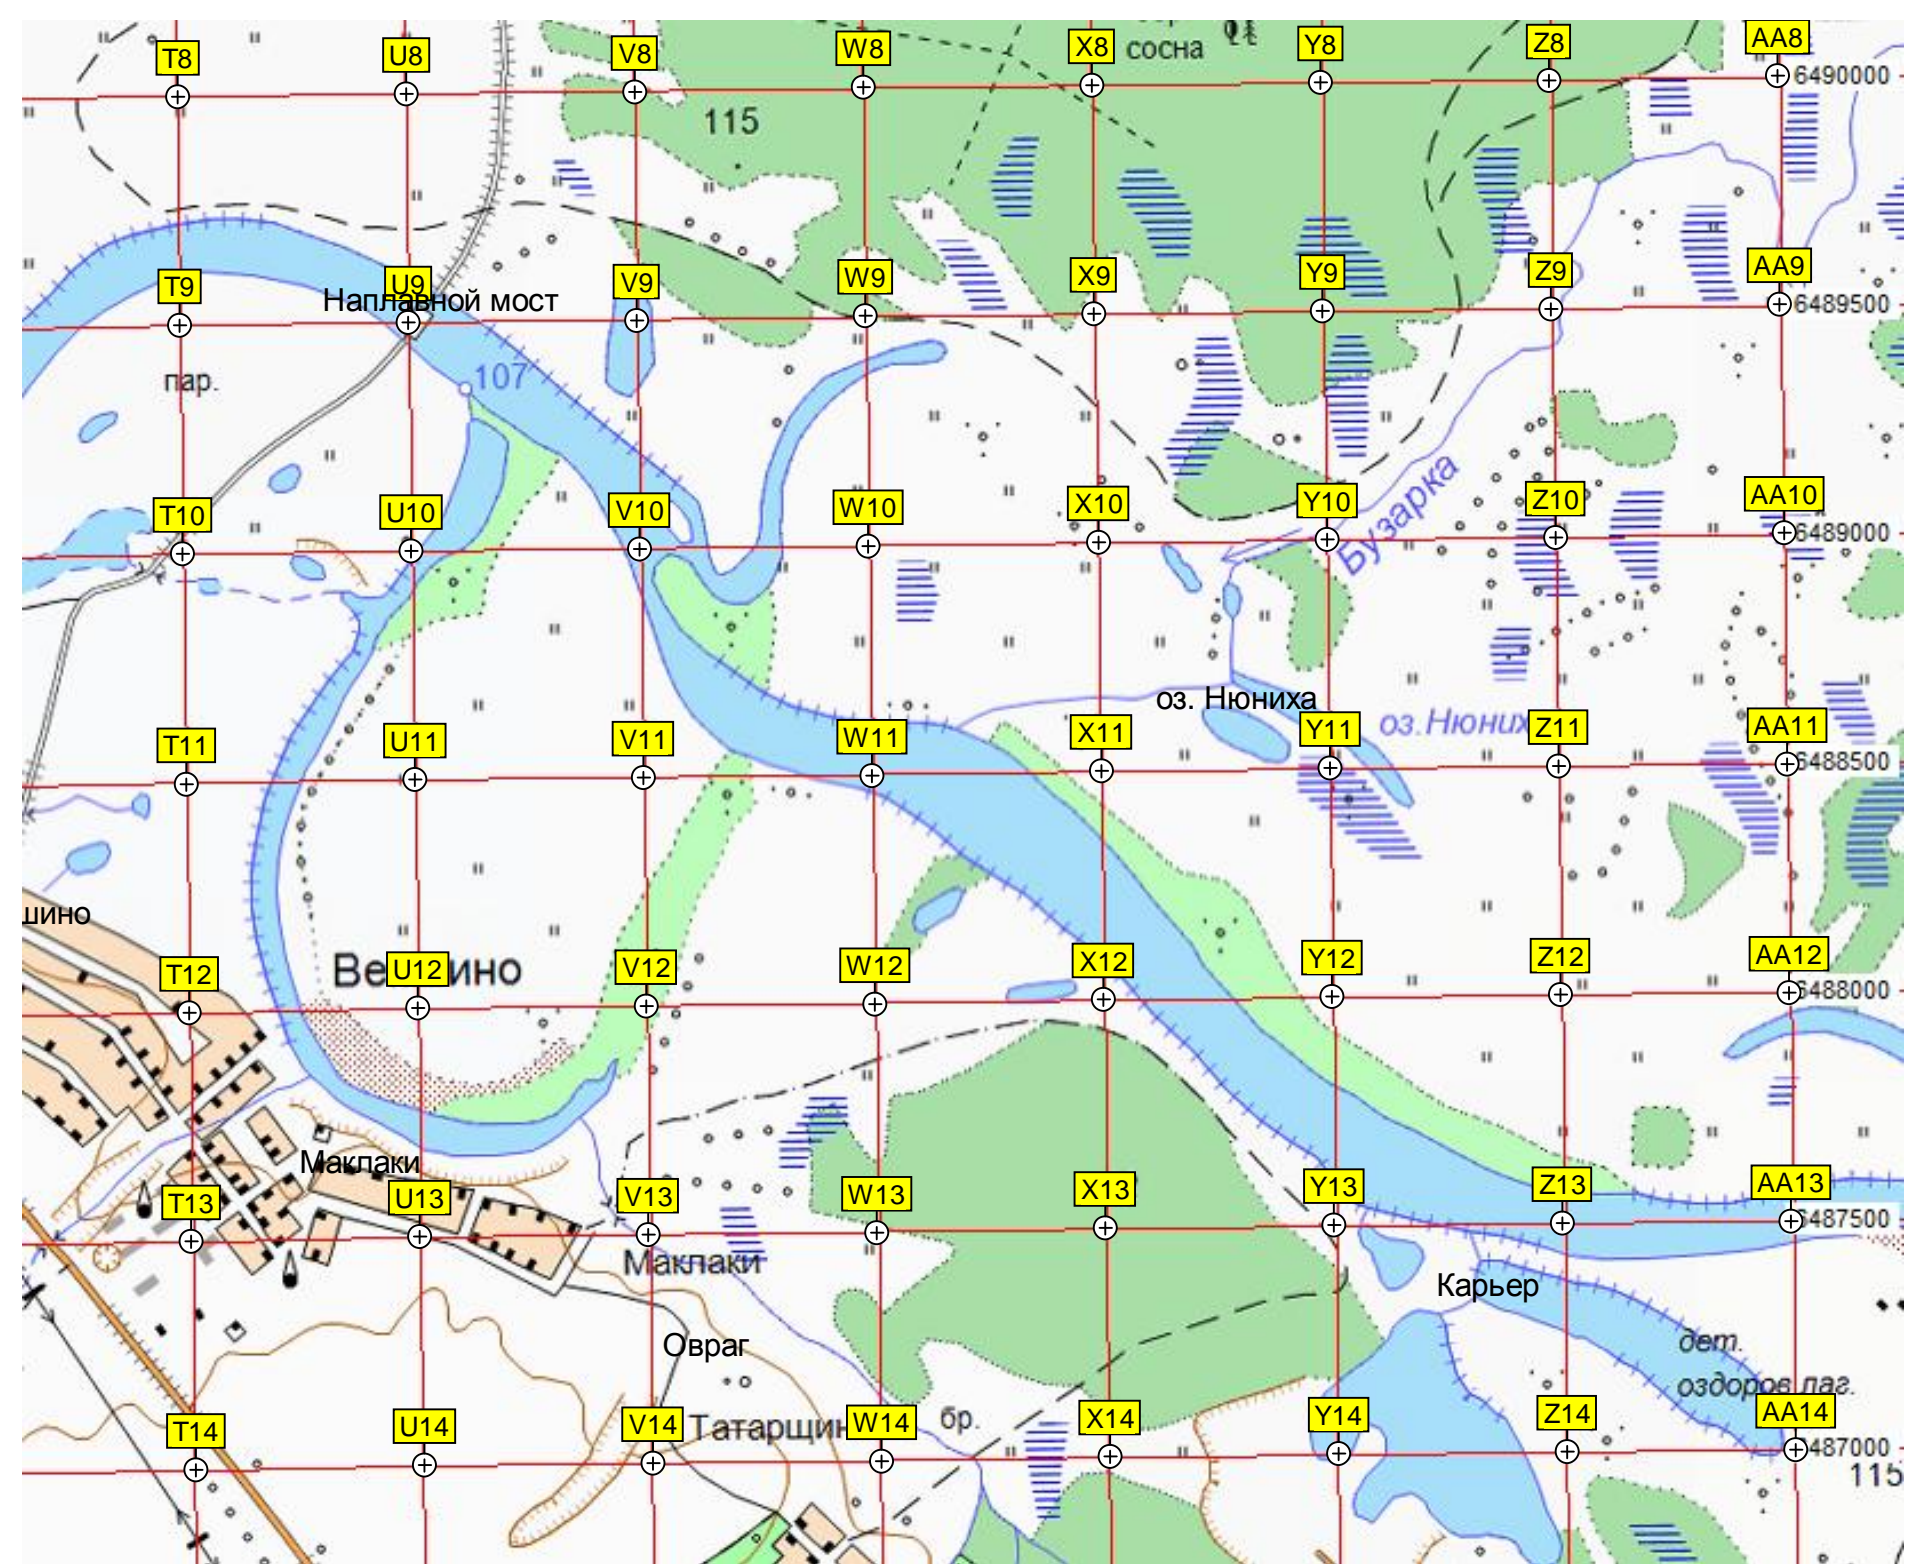 T8 U8 V8 W8 X8 Y8 Z8 AA8
сосна
6490000
115
T9 U9 V9 W9 X9 Y9 Z9 AA9
Наплавной мост
6489500
107
пар.
T10 U10 V10 W10 X10 Y10 Z10 AA10
Бузарка
6489000
оз. Нюниха
T11 U11 V11 W11 X11 Y11 Z11 AA11
6488500
шино
T12 U12 V12 W12 X12 Y12 Z12 AA12
6488000
Маклаки
T13 U13 V13 W13 X13 Y13 Z13 AA13
6487500
Маклаки
Карьер
Овраг
дет.
оздоров.лаг.
T14 U14 V14 W14 X14 Y14 Z14 AA14
бр.
487000
115